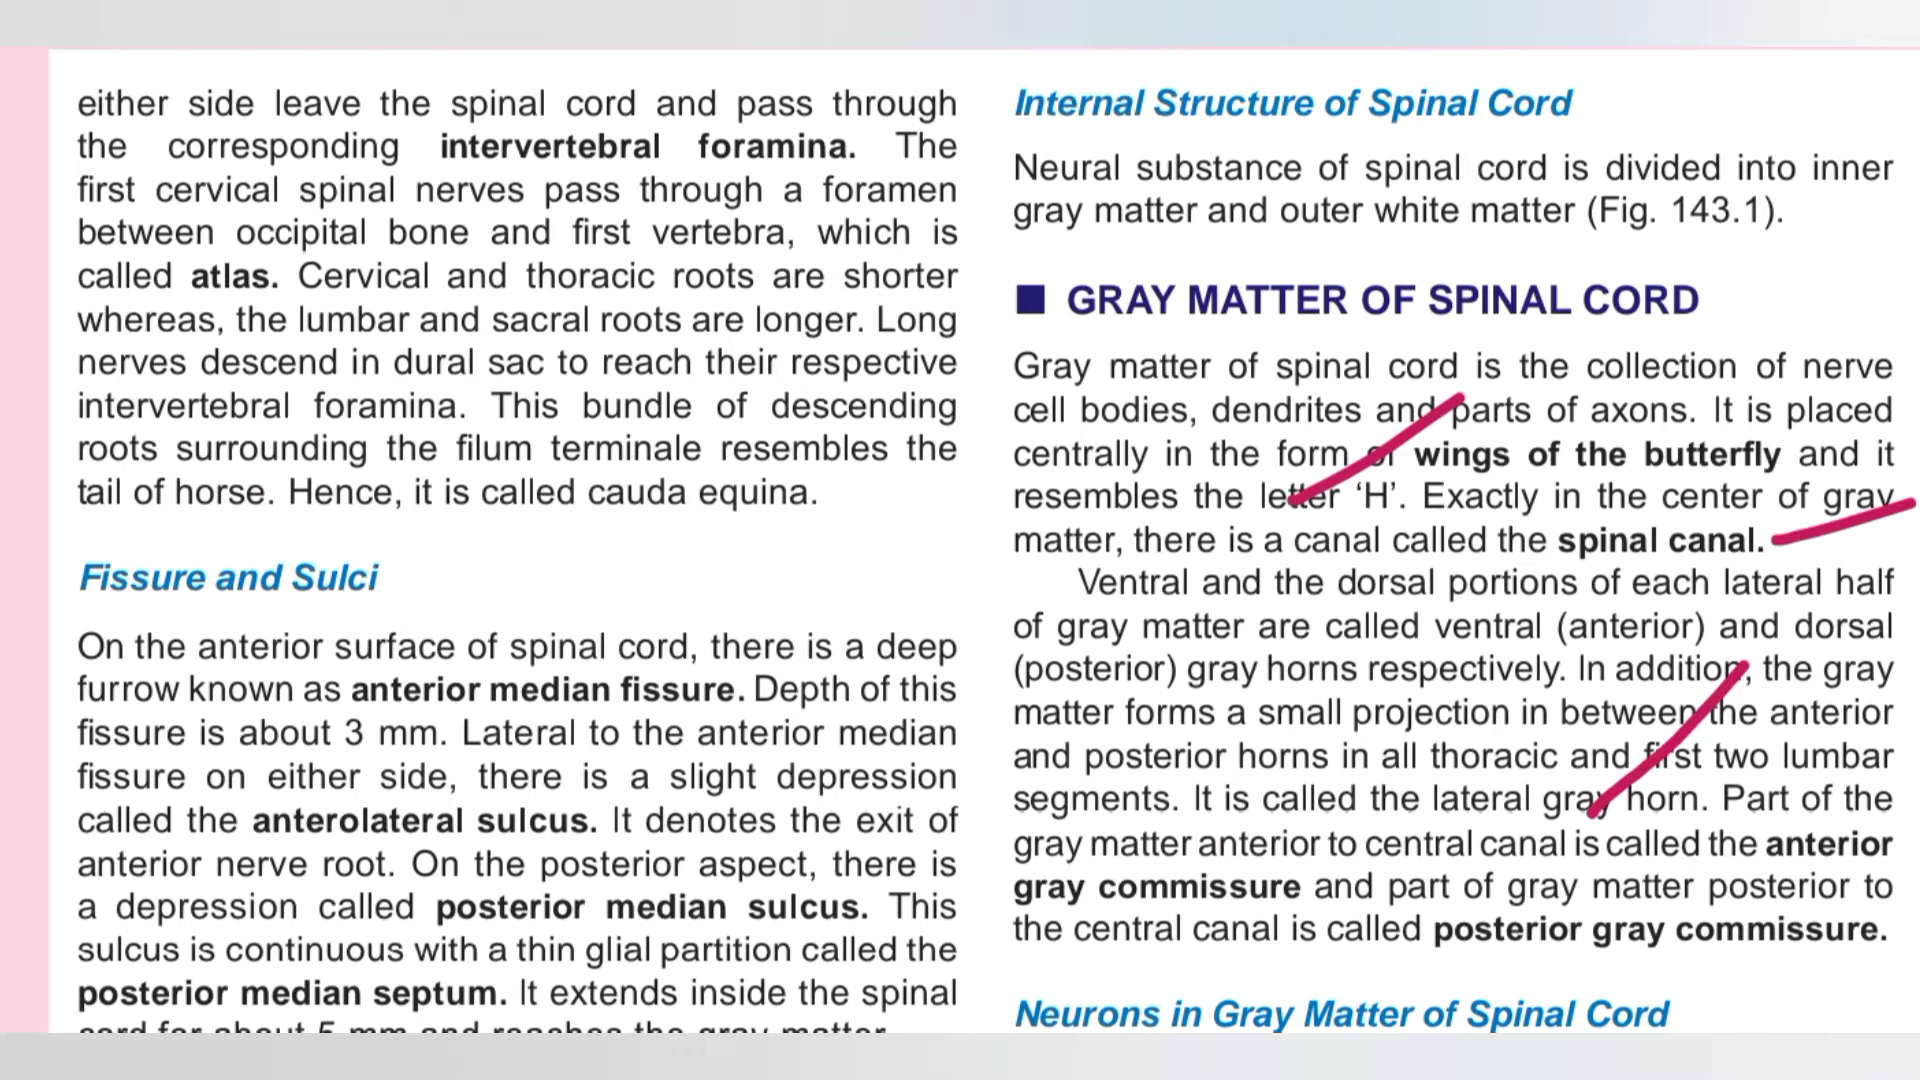 either side leave the spinal cord and pass through
the corresponding intervertebral foramina. The
first cervical spinal nerves pass through a foramen
between occipital bone and first vertebra, which is
called atlas. Cervical and thoracic roots are shorter
whereas, the lumbar and sacral roots are longer. Long
nerves descend in dural sac to reach their respective
intervertebral foramina. This bundle of descending
roots surrounding the filum terminale resembles the
tail of horse. Hence, it is called cauda equina.
Fissure and Sulci
On the anterior surface of spinal cord, there is a deep
furrow known as anterior median fissure. Depth of this
fissure is about 3 mm. Lateral to the anterior median
fissure on either side, there is a slight depression
called the anterolateral sulcus. It denotes the exit of
anterior nerve root. On the posterior aspect, there is
a depression called posterior median sulcus. This
sulcus is continuous with a thin glial partition called the
posterior median septum. It extends inside the spinal
cord for about 5 mm and reaches the gray matter.
Internal Structure of Spinal Cord
Neural substance of spinal cord is divided into inner
gray matter and outer white matter (Fig. 143.1).
■ GRAY MATTER OF SPINAL CORD
Gray matter of spinal cord is the collection of nerve
cell bodies, dendrites and parts of axons. It is placed
centrally in the form of wings of the butterfly and it
resembles the letter ‘H’. Exactly in the center of gray
matter, there is a canal called the spinal canal.
Ventral and the dorsal portions of each lateral half
of gray matter are called ventral (anterior) and dorsal
(posterior) gray horns respectively. In addition, the gray
matter forms a small projection in between the anterior
and posterior horns in all thoracic and first two lumbar
segments. It is called the lateral gray horn. Part of the
gray matter anterior to central canal is called the anterior
gray commissure and part of gray matter posterior to
the central canal is called posterior gray commissure.
Neurons in Gray Matter of Spinal Cord